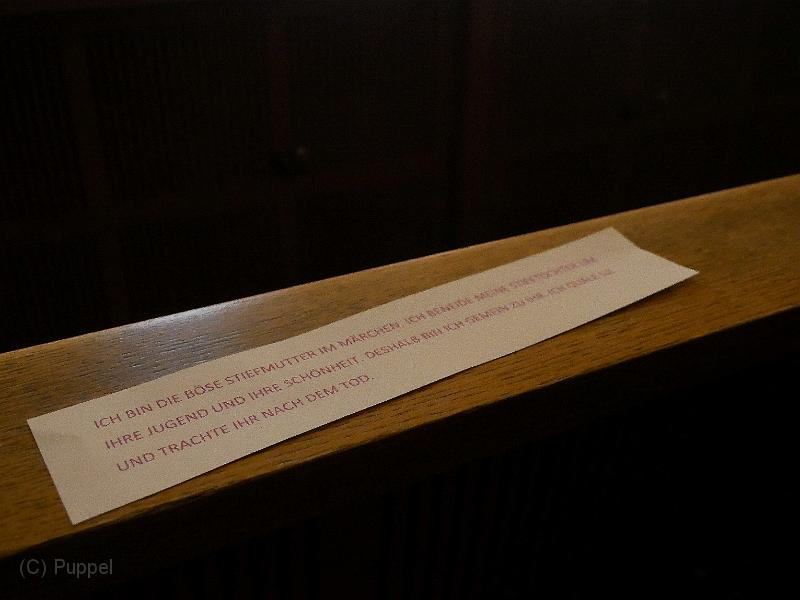 ICH BIN DIE BÖSE STIEFMUTTER IM MÄRCHEN. ICH BENEIDE MEINE STIEFTOCHTER UM
IHRE JUGEND UND IHRE SCHÖNHEIT. DESHALB BIN ICH GEMEIN ZU IHR, ICH QUÄLE SIE
UND TRACHTE IHR NACH DEM TOD.
(C) Puppel